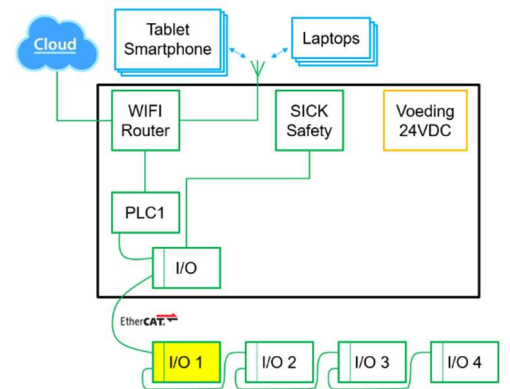 Cloud
Tablet
Smartphone
Laptops
WIFI
Router
SICK
Safety
Voeding
24VDC
PLC1
I/O
EtherCAT.
I/O 1
I/O 2
I/O 3
I/O 4